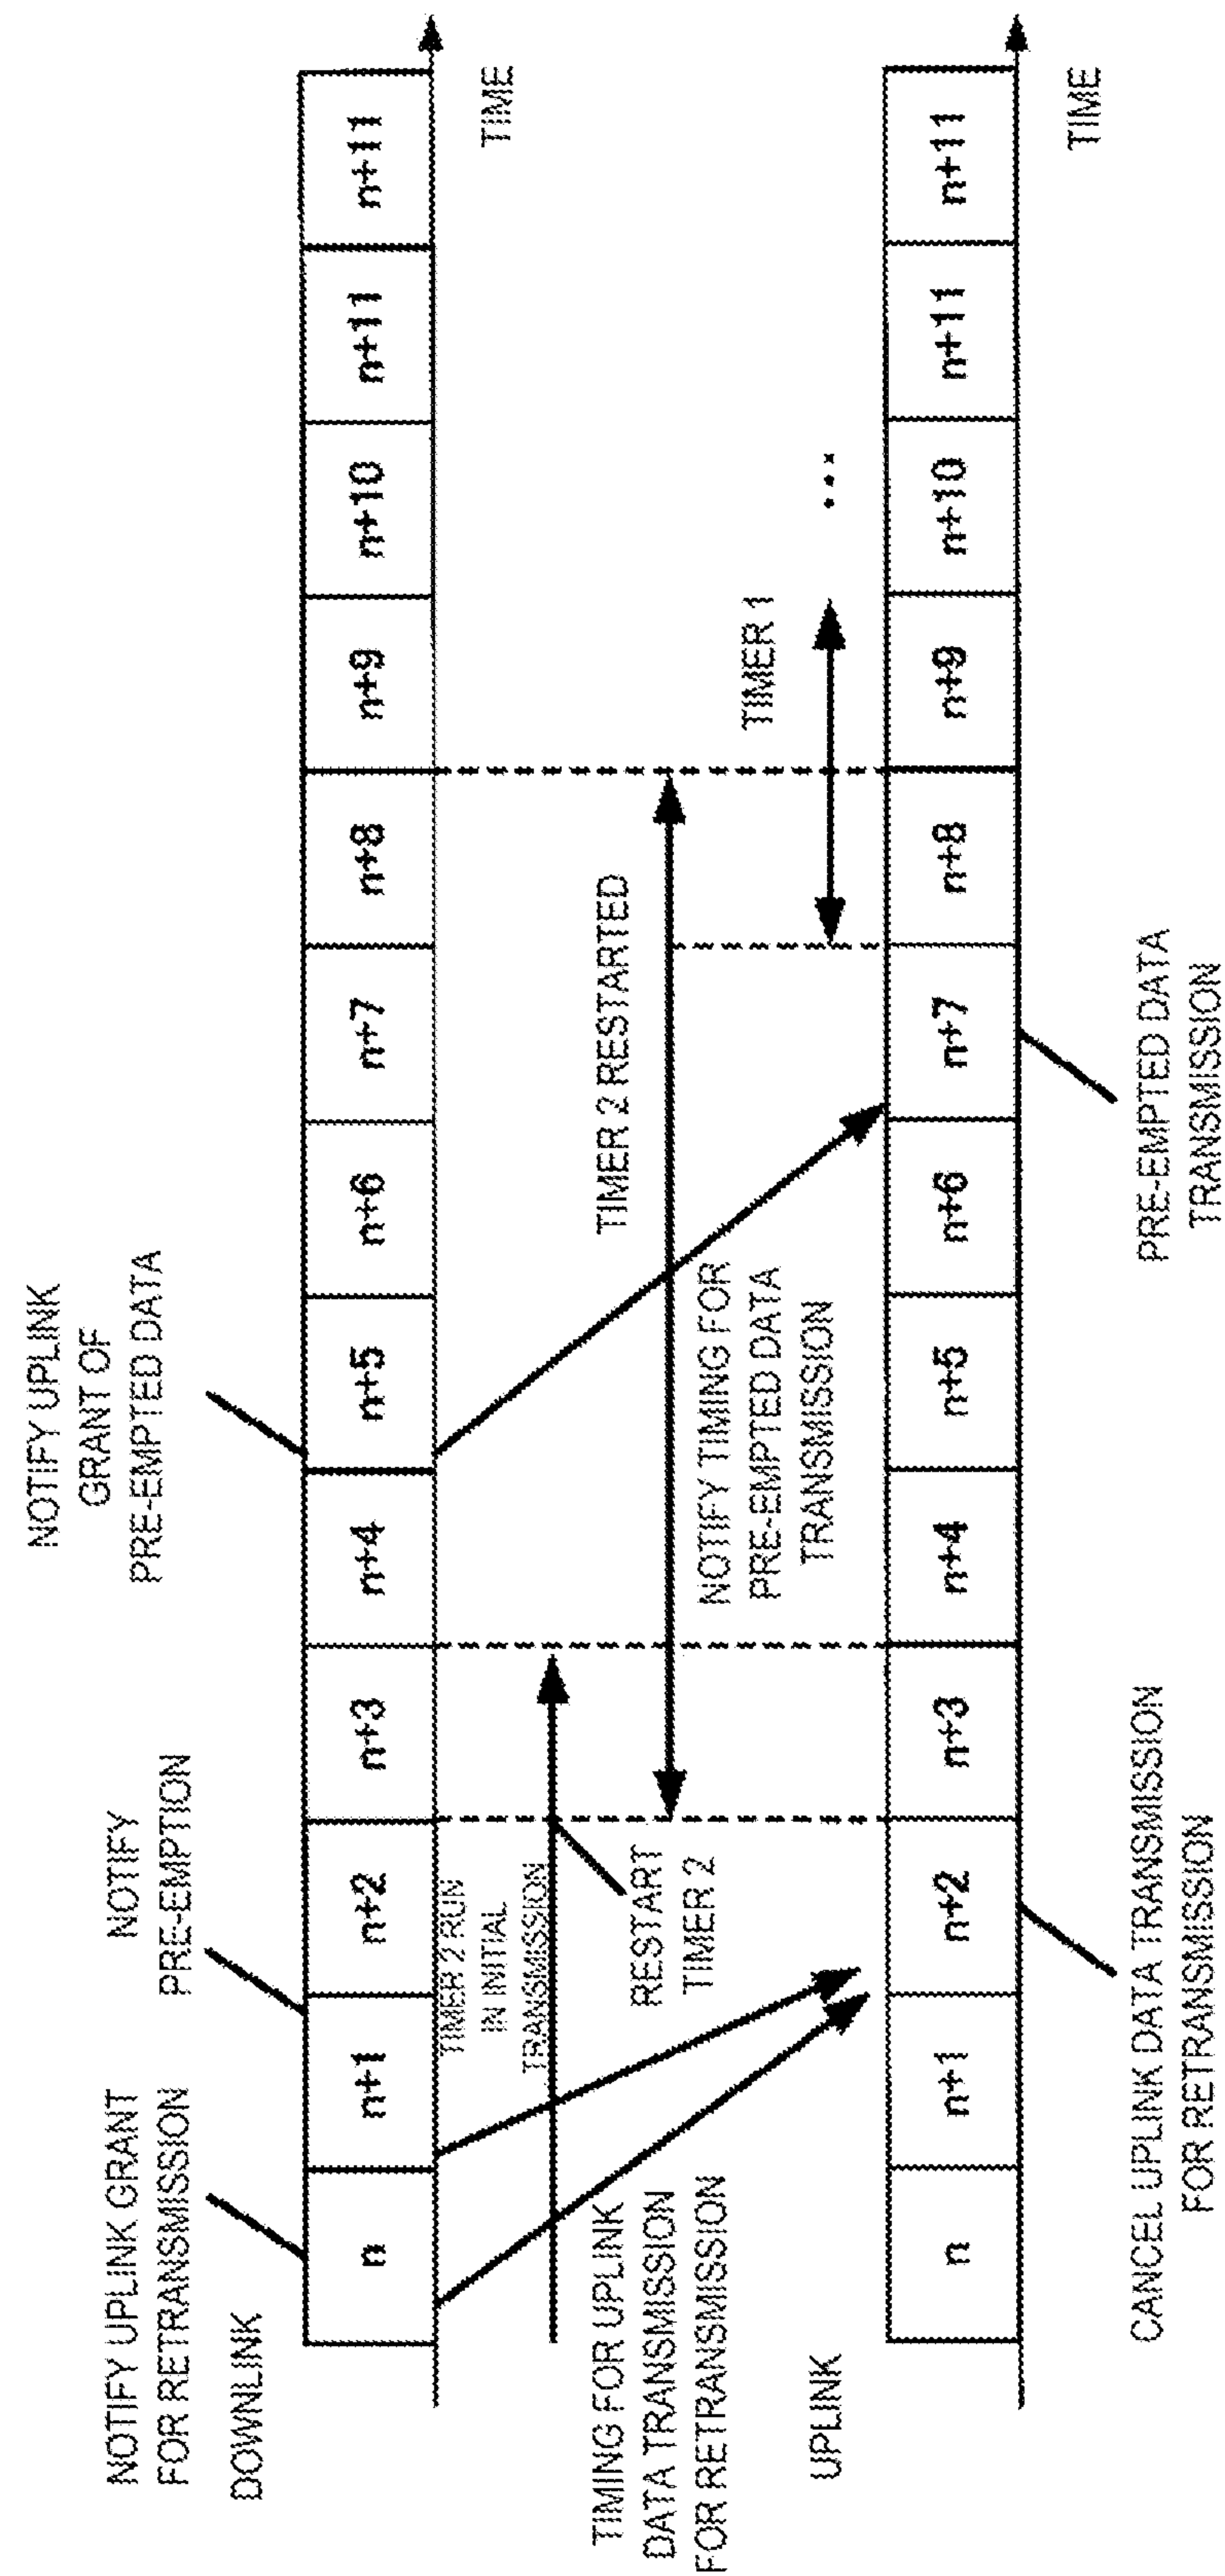 NOTIFY UPLINK GRANT
FOR RETRANSMISSION
NOTIFY
PRE-EMPTION
NOTIFY UPLINK
GRANT OF
PRE-EMPTED DATA
DOWNLINK
n
n+1
n+2
n+3
n+4
n+5
n+6
n+7
n+8
n+9
n+10
n+11
n+11
TIME
TIMER 2 RUN
IN INITIAL
TRANSMISSION
RESTART
TIMER 2
TIMER 2 RESTARTED
TIMING FOR UPLINK
DATA TRANSMISSION
FOR RETRANSMISSION
NOTIFY TIMING FOR
PRE-EMPTED DATA
TRANSMISSION
TIMER 1
...
UPLINK
n
n+1
n+2
n+3
n+4
n+5
n+6
n+7
n+8
n+9
n+10
n+11
n+11
TIME
CANCEL UPLINK DATA TRANSMISSION
FOR RETRANSMISSION
PRE-EMPTED DATA
TRANSMISSION